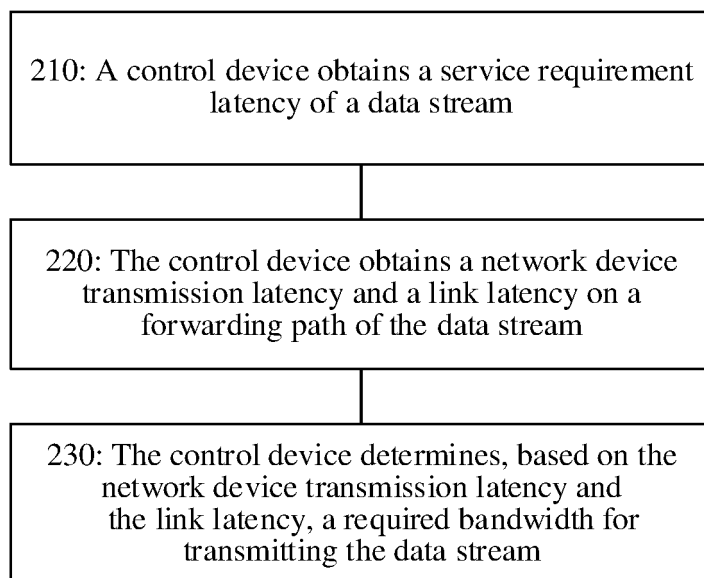 210: A control device obtains a service requirement
latency of a data stream
220: The control device obtains a network device
transmission latency and a link latency on a
forwarding path of the data stream
230: The control device determines, based on the
network device transmission latency and
the link latency, a required bandwidth for
transmitting the data stream